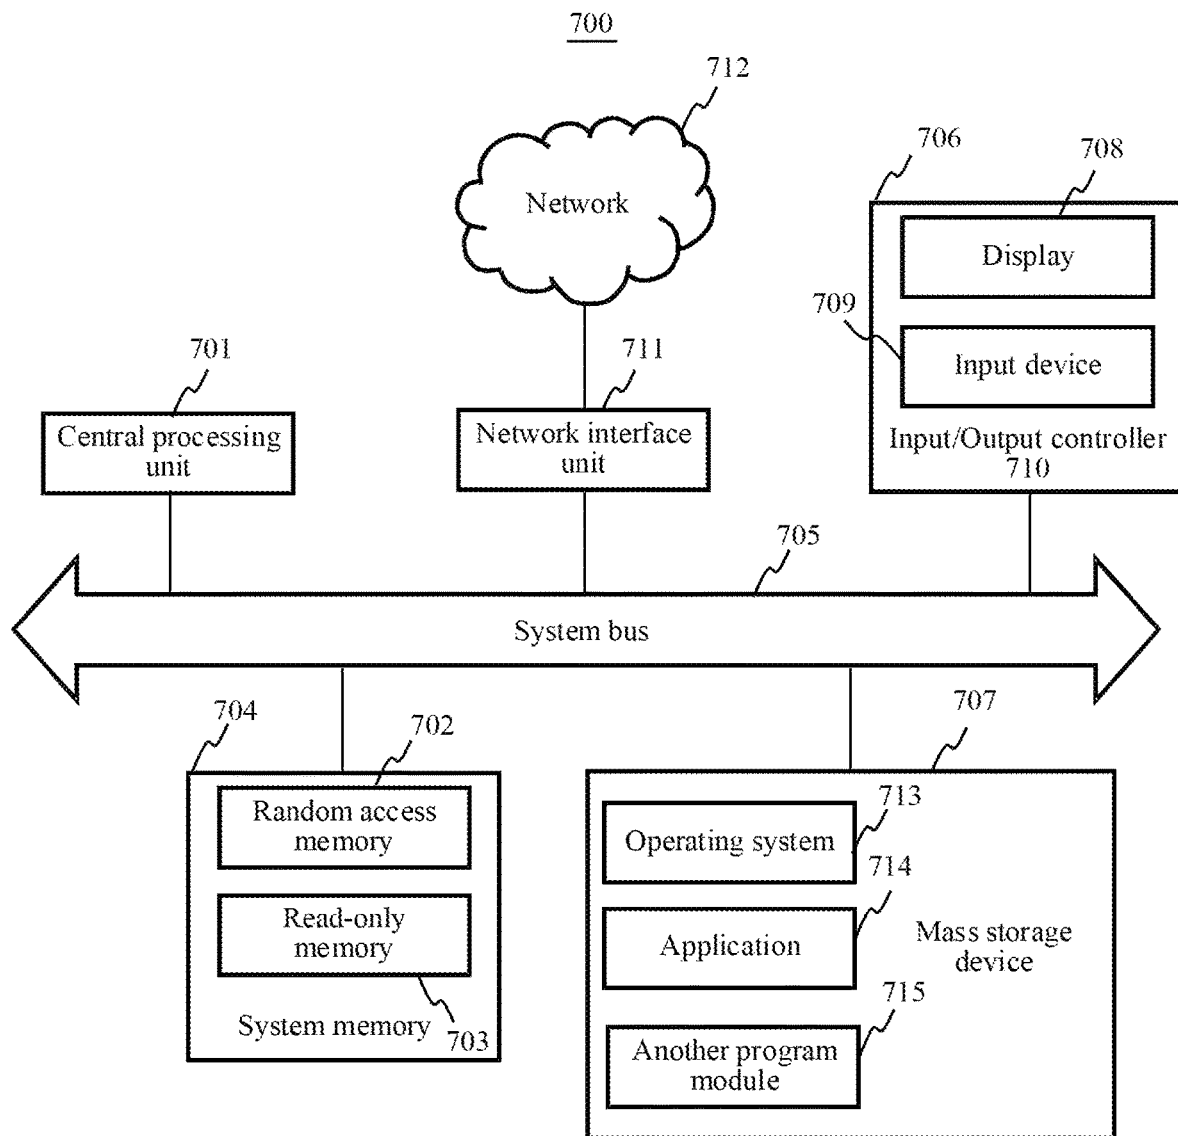 700
712
Network
706
708
Display
709
Input device
Input/Output controller
710
701
Central processing
unit
711
Network interface
unit
705
System bus
704
702
Random access
memory
Read-only
memory
System memory
703
707
713
Operating system
714
Application
Mass storage
device
715
Another program
module